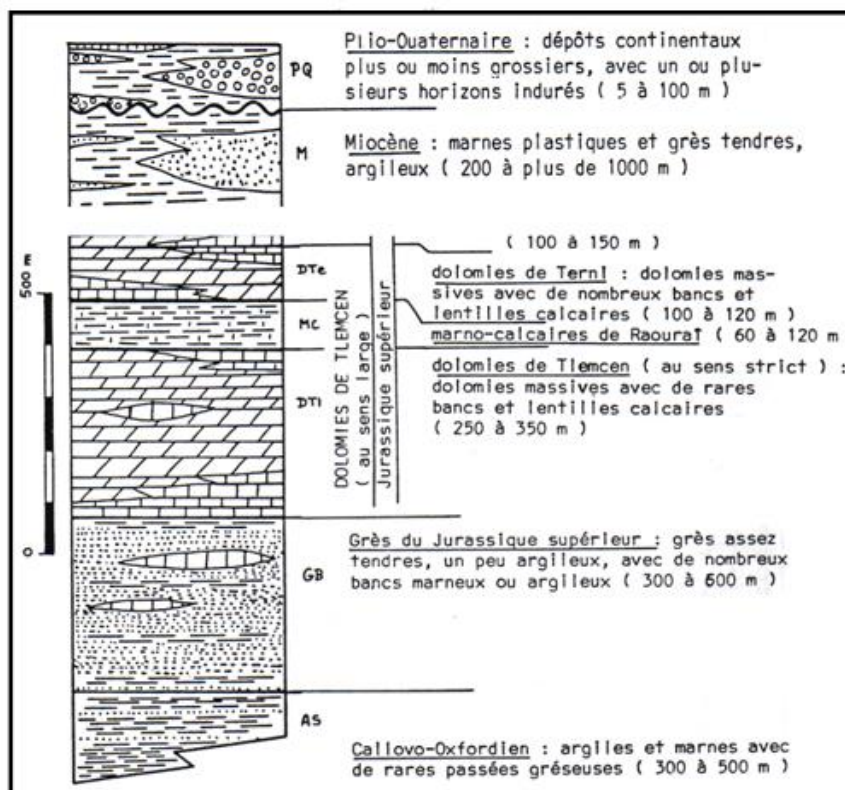 Plio-Quaternaire : dépôts continentaux
plus ou moins grossiers, avec un ou plu-
sieurs horizons indurés ( 5 à 100 m )
PQ
Miocène : marnes plastiques et grès tendres,
argileux ( 200 à plus de 1000 m )
M
( 100 à 150 m )
DTe
dolomies de Terni : dolomies mas-
sives avec de nombreux bancs et
lentilles calcaires ( 100 à 120 m )
MC
marno-calcaires de Raouraï ( 60 à 120 m
DTl
dolomies de Tlemcen ( au sens strict ) :
dolomies massives avec de rares
bancs et lentilles calcaires
( 250 à 350 m )
DOLOMIES DE TLEMCEN
( au sens large )
Jurassique supérieur
500
0
GB
Grès du Jurassique supérieur : grès assez
tendres, un peu argileux, avec de nombreux
bancs marneux ou argileux ( 300 à 600 m )
AS
Callovo-Oxfordien : argiles et marnes avec
de rares passées gréseuses ( 300 à 500 m )